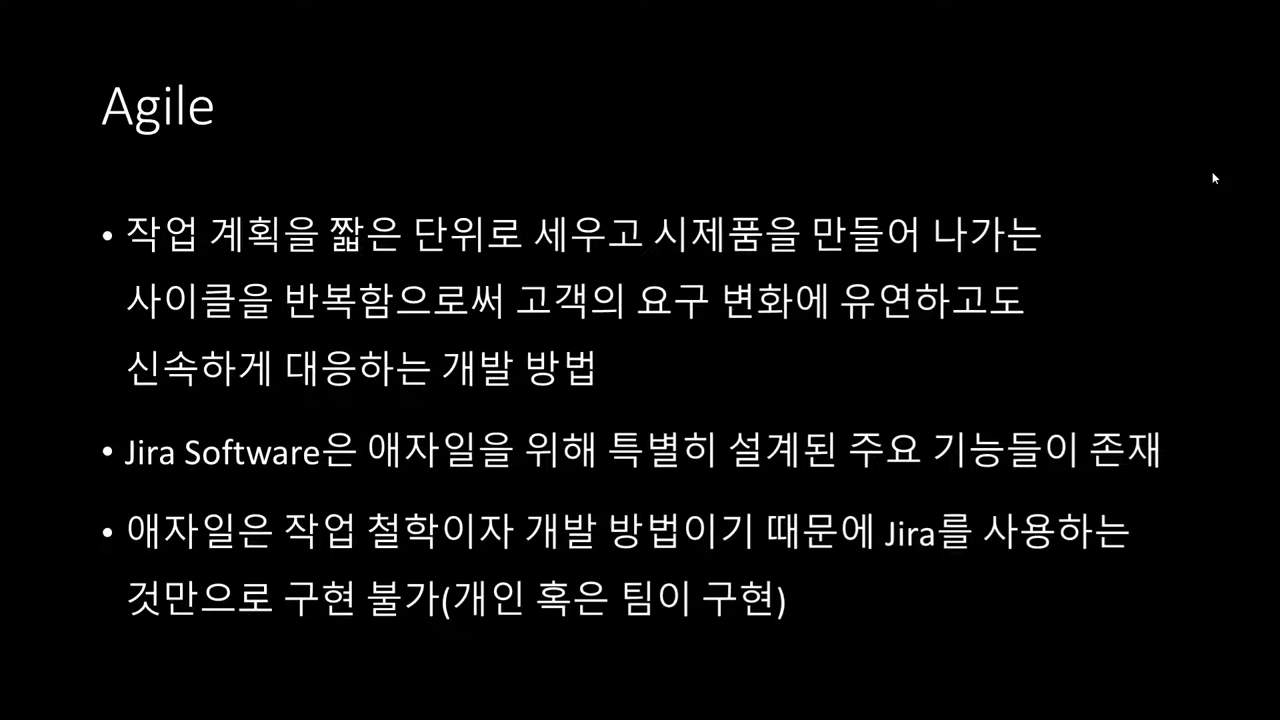 Agile
• 작업 계획을 짧은 단위로 세우고 시제품을 만들어 나가는
사이클을 반복함으로써 고객의 요구 변화에 유연하고도
신속하게 대응하는 개발 방법
• Jira Software은 애자일을 위해 특별히 설계된 주요 기능들이 존재
• 애자일은 작업 철학이자 개발 방법이기 때문에 Jira를 사용하는
것만으로 구현 불가(개인 혹은 팀이 구현)